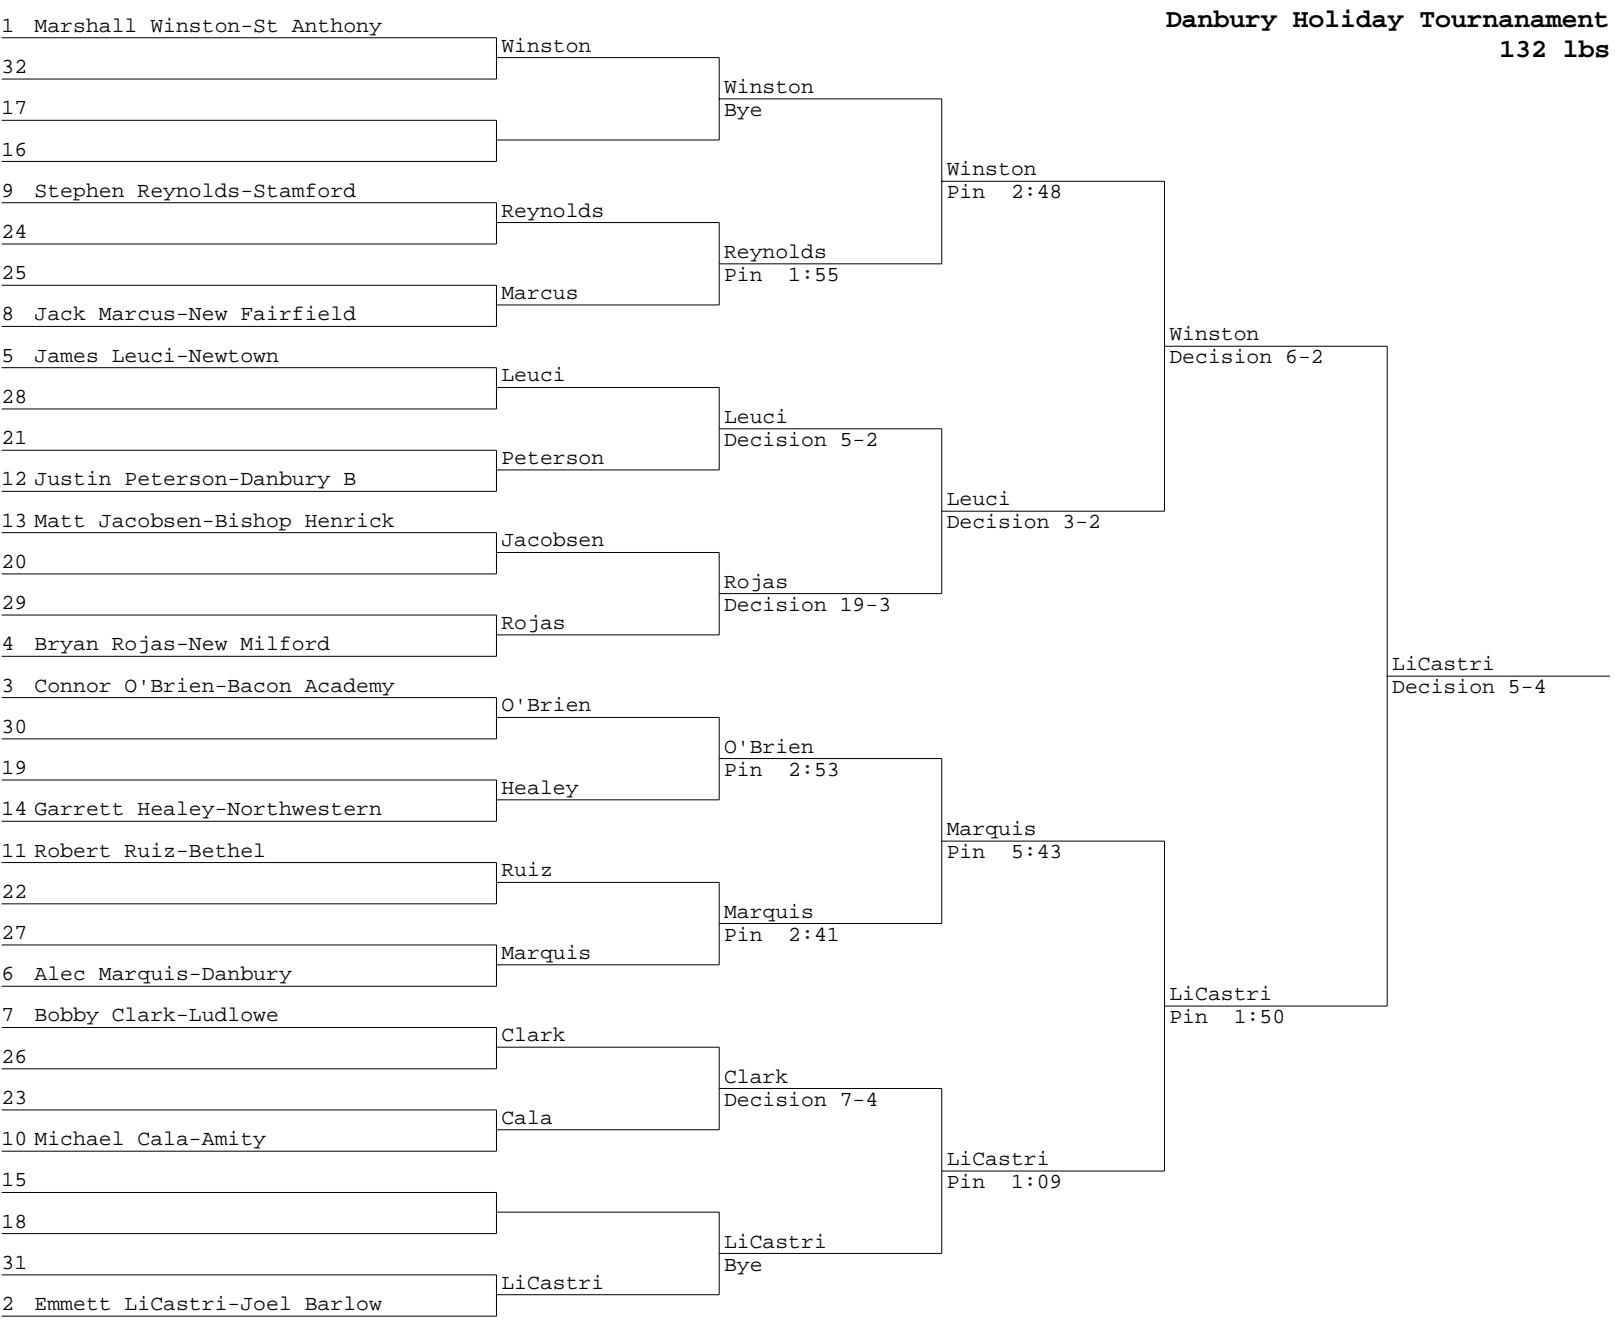 Danbury Holiday Tournanament
132 lbs
1 Marshall Winston-St Anthony
32
17
16
9 Stephen Reynolds-Stamford
24
25
8 Jack Marcus-New Fairfield
5 James Leuci-Newtown
28
21
12 Justin Peterson-Danbury B
13 Matt Jacobsen-Bishop Henrick
20
29
4 Bryan Rojas-New Milford
3 Connor O'Brien-Bacon Academy
30
19
14 Garrett Healey-Northwestern
11 Robert Ruiz-Bethel
22
27
6 Alec Marquis-Danbury
7 Bobby Clark-Ludlowe
26
23
10 Michael Cala-Amity
15
18
31
2 Emmett LiCastri-Joel Barlow
Winston
Reynolds
Marcus
Leuci
Peterson
Jacobsen
Rojas
O'Brien
Healey
Ruiz
Marquis
Clark
Cala
LiCastri
Winston
Bye
Reynolds
Pin 1:55
Leuci
Decision 5-2
Rojas
Decision 19-3
O'Brien
Pin 2:53
Marquis
Pin 2:41
Clark
Decision 7-4
LiCastri
Bye
Winston
Pin 2:48
Leuci
Decision 3-2
Marquis
Pin 5:43
LiCastri
Pin 1:09
Winston
Decision 6-2
LiCastri
Pin 1:50
LiCastri
Decision 5-4